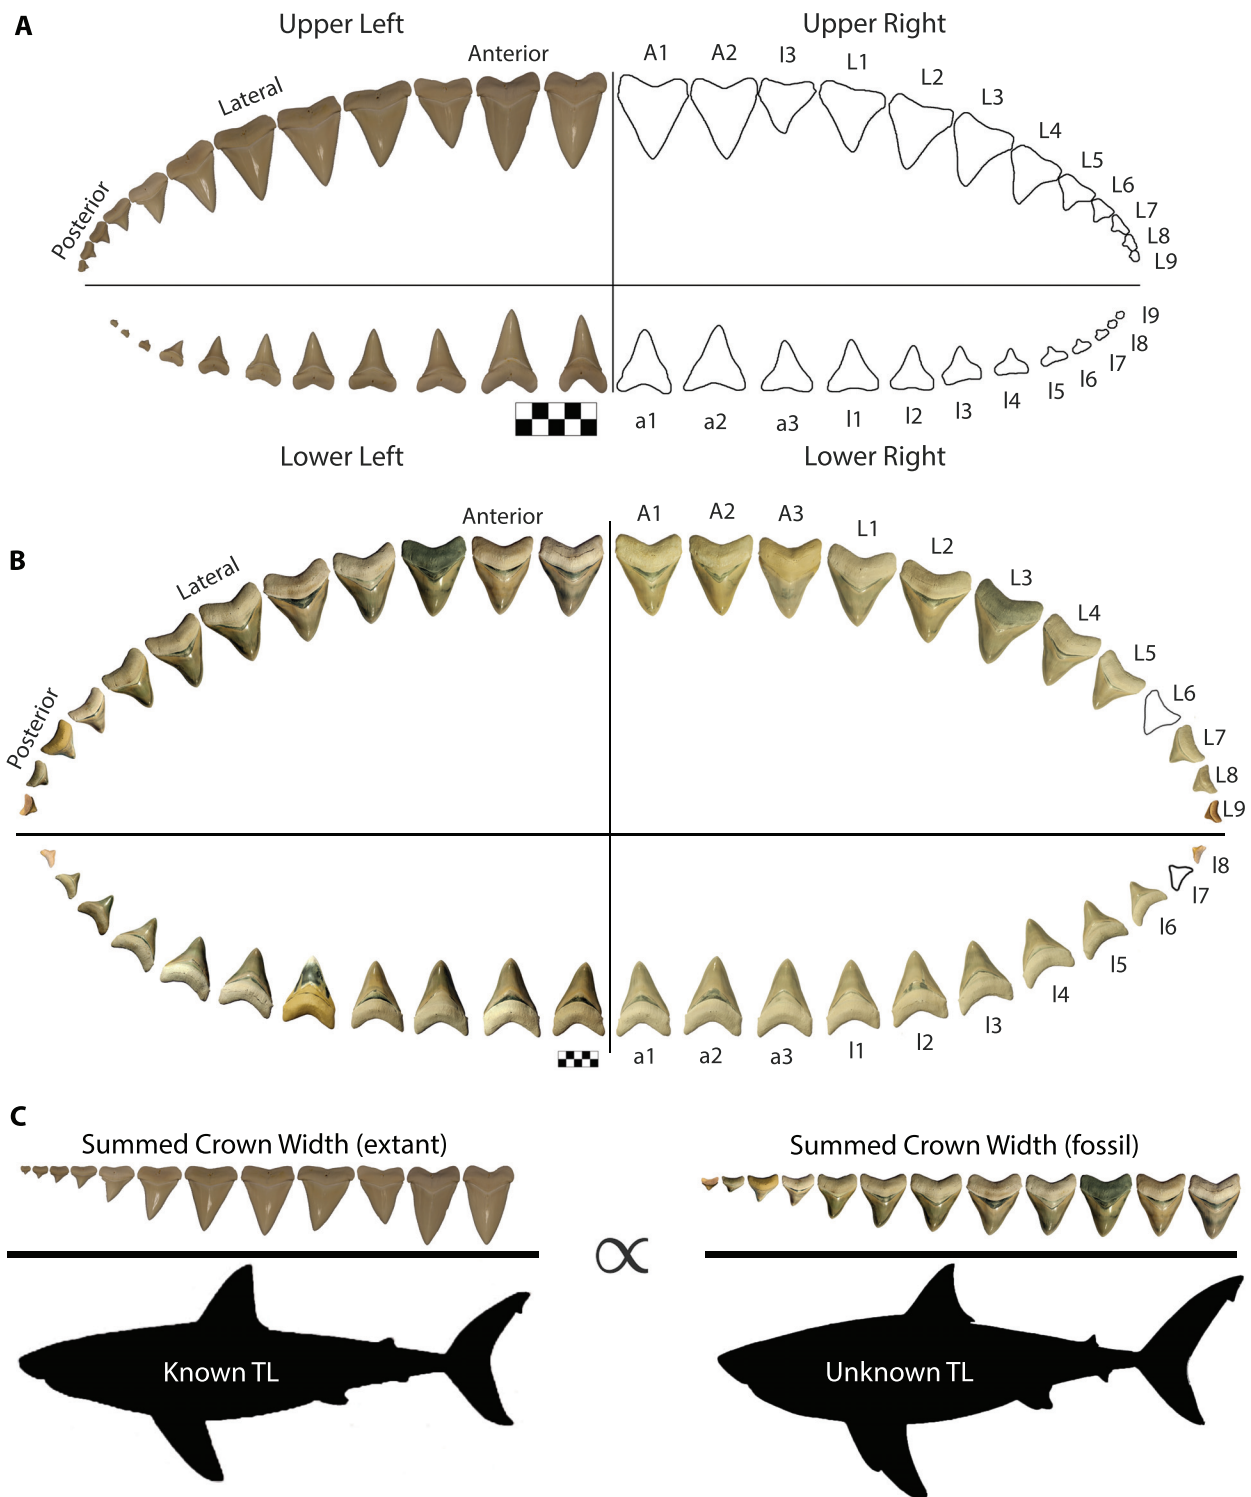 A
Upper Left
Upper Right
Anterior
A1
A2
I3
L1
L2
L3
L4
L5
L6
L7
L8
L9
Lateral
Posterior
l9
l8
l7
l6
l5
l4
l3
l2
l1
a3
a2
a1
Lower Left
Lower Right
B
Anterior
A1
A2
A3
L1
L2
L3
L4
L5
L6
L7
L8
L9
Lateral
Posterior
l8
l7
l6
l5
l4
l3
l2
l1
a3
a2
a1
C
Summed Crown Width (extant)
Summed Crown Width (fossil)
∝
Known TL
Unknown TL